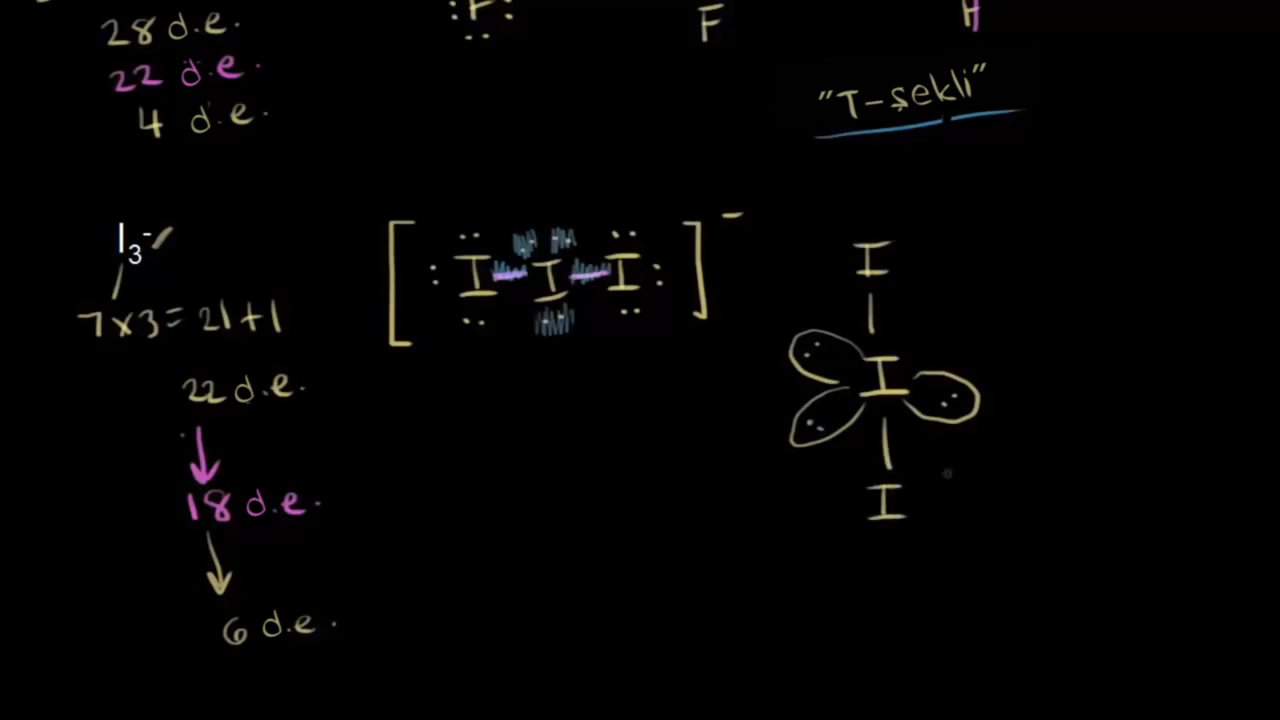 28 d.e.
22 d.e.
4 d.e.
:F:
F
"T-şekli"
I3-
7x3=21+1
22 d.e.
18 d.e.
6 d.e.
[:I-I-I:]-
I
I
I